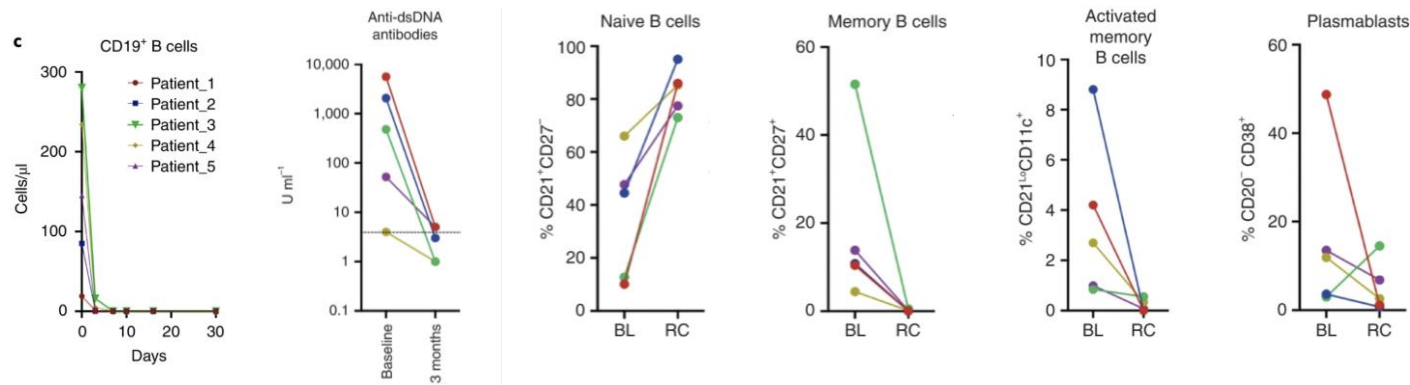 c
CD19⁺ B cells
Cells/µl
300
200
100
0
Patient_1
Patient_2
Patient_3
Patient_4
Patient_5
0 10 20 30
Days
Anti-dsDNA
antibodies
U ml⁻¹
10,000
1,000
100
10
1
0.1
Baseline
3 months
Naive B cells
% CD21⁺CD27⁻
100
80
60
40
20
0
BL RC
Memory B cells
% CD21⁺CD27⁺
60
40
20
0
BL RC
Activated
memory
B cells
% CD21ᴸᵒCD11c⁺
10
8
6
4
2
0
BL RC
Plasmablasts
% CD20⁻ CD38⁺
60
40
20
0
BL RC